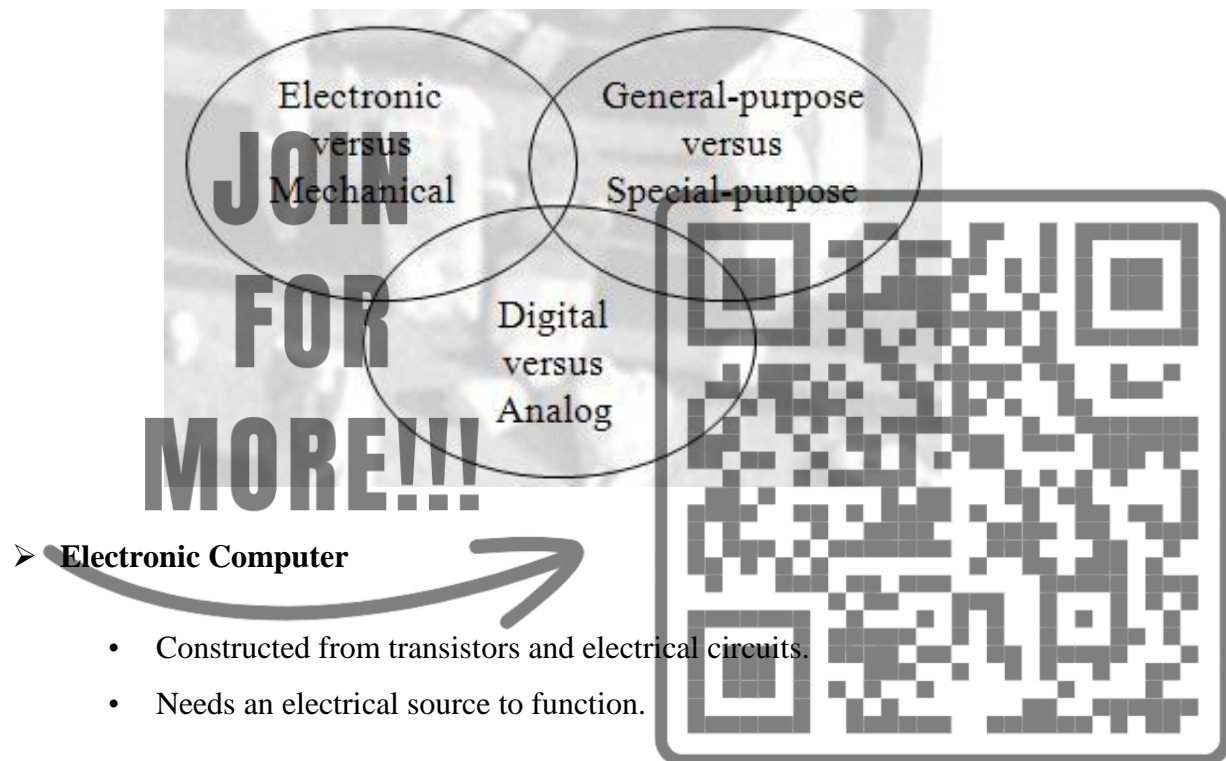 Electronic
versus
Mechanical
General-purpose
versus
Special-purpose
Digital
versus
Analog
JOIN
FOR
MORE!!!
➢ Electronic Computer
• Constructed from transistors and electrical circuits.
• Needs an electrical source to function.